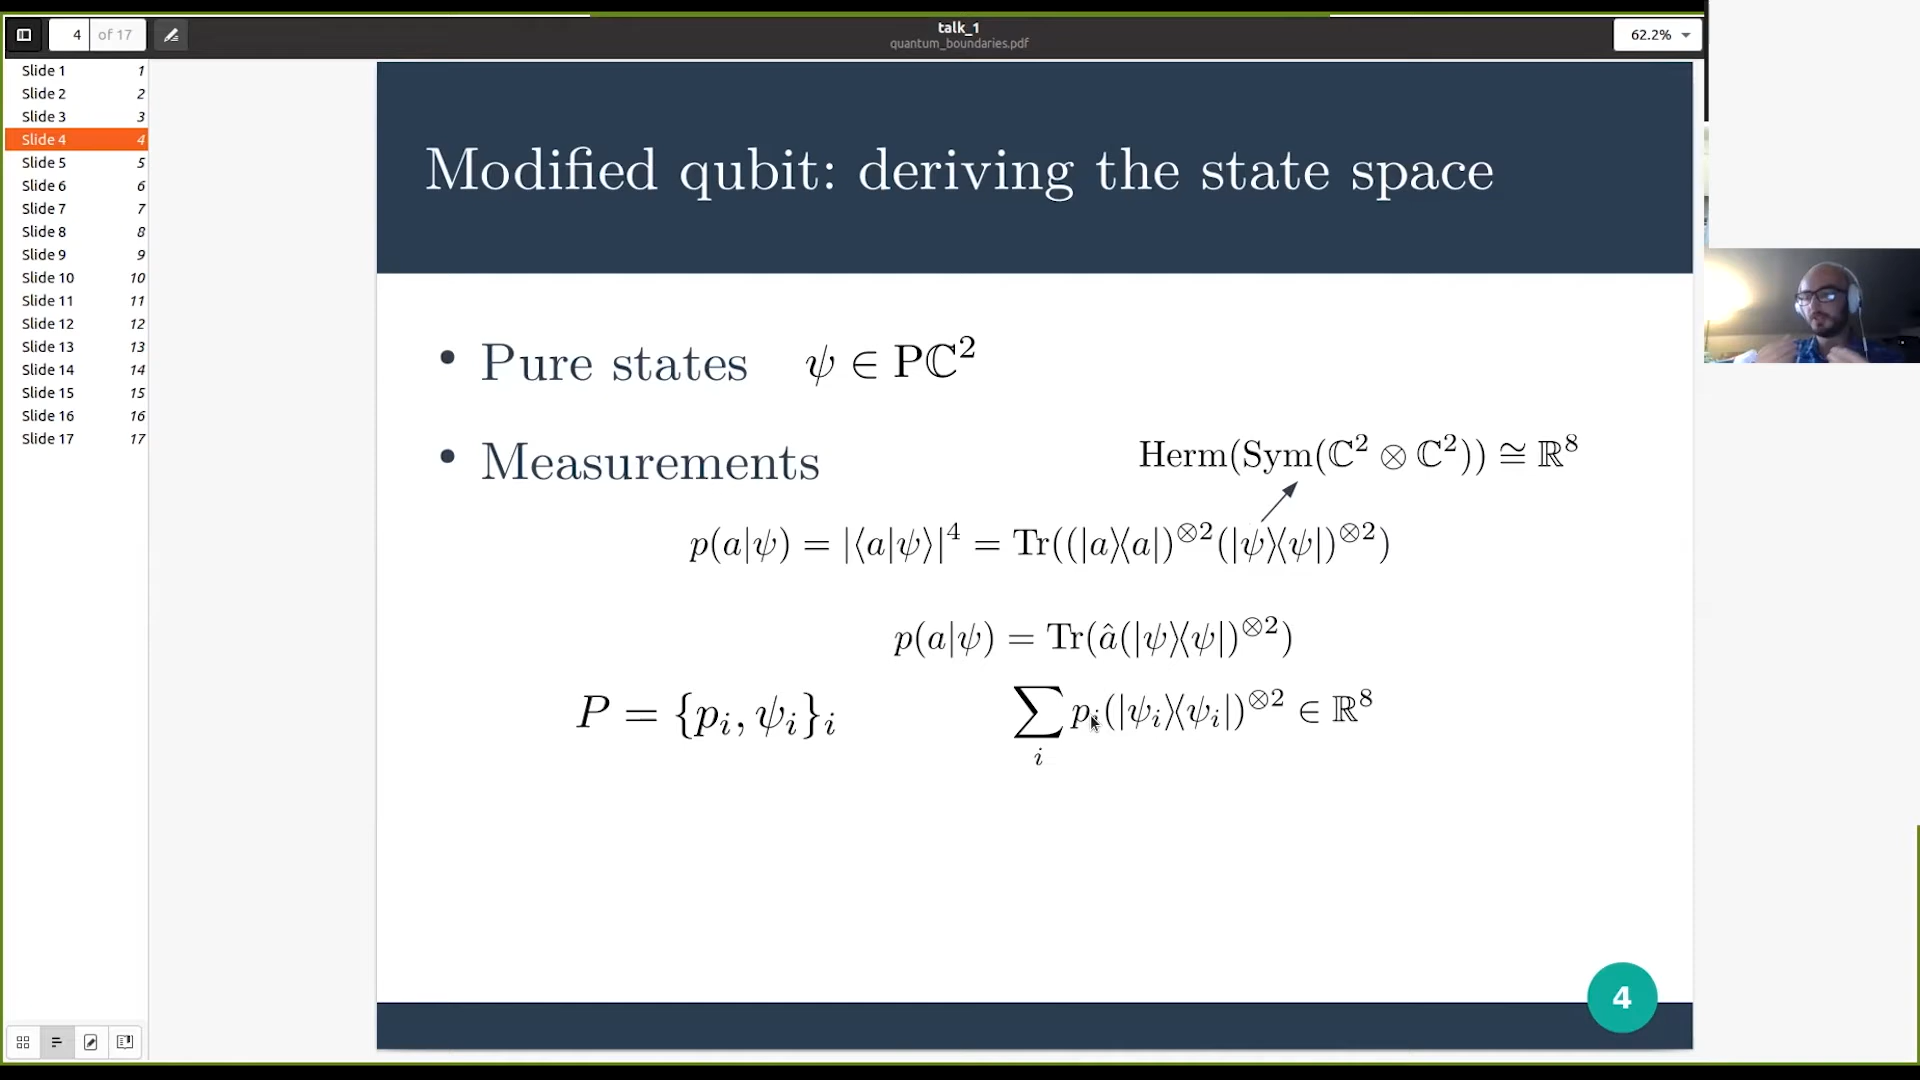 talk_1
quantum_boundaries.pdf
4 of 17
62.2%
Slide 1 1
Slide 2 2
Slide 3 3
Slide 4 4
Slide 5 5
Slide 6 6
Slide 7 7
Slide 8 8
Slide 9 9
Slide 10 10
Slide 11 11
Slide 12 12
Slide 13 13
Slide 14 14
Slide 15 15
Slide 16 16
Slide 17 17
Modified qubit: deriving the state space
• Pure states ψ ∈ Pℂ²
• Measurements
Herm(Sym(ℂ² ⊗ ℂ²)) ≅ ℝ⁸
p(a|ψ) = |⟨a|ψ⟩|⁴ = Tr((|a⟩⟨a|)^{⊗2}(|ψ⟩⟨ψ|)^{⊗2})
p(a|ψ) = Tr(â(|ψ⟩⟨ψ|)^{⊗2})
P = {p_i, ψ_i}_i ∑_i p_i(|ψ_i⟩⟨ψ_i|)^{⊗2} ∈ ℝ⁸
4